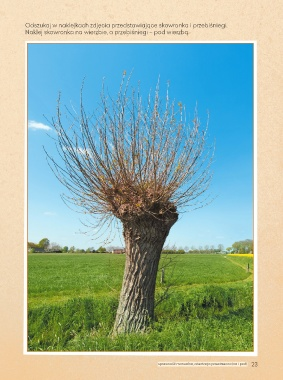 Odszukaj w naklejkach zdjęcia przedstawiające skowronka i przebiśniegi.
Naklej skowronka na wierzbie, a przebiśniegi – pod wierzbą.
23